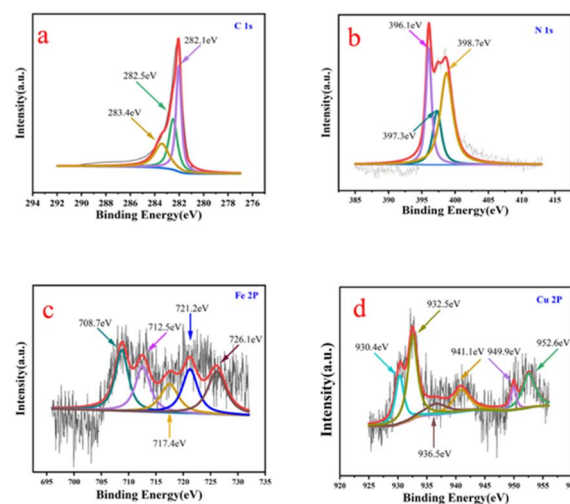 a
C 1s
282.1eV
282.5eV
283.4eV
Intensity(a.u.)
294 292 290 288 286 284 282 280 278 276
Binding Energy(eV)
b
N 1s
396.1eV
398.7eV
397.3eV
Intensity(a.u.)
385 390 395 400 405 410 415
Binding Energy(eV)
c
Fe 2P
708.7eV
712.5eV
721.2eV
726.1eV
717.4eV
Intensity(a.u.)
695 700 705 710 715 720 725 730 735
Binding Energy(eV)
d
Cu 2P
932.5eV
930.4eV
941.1eV
949.9eV
952.6eV
936.5eV
Intensity(a.u.)
920 925 930 935 940 945 950 955
Binding Energy(eV)